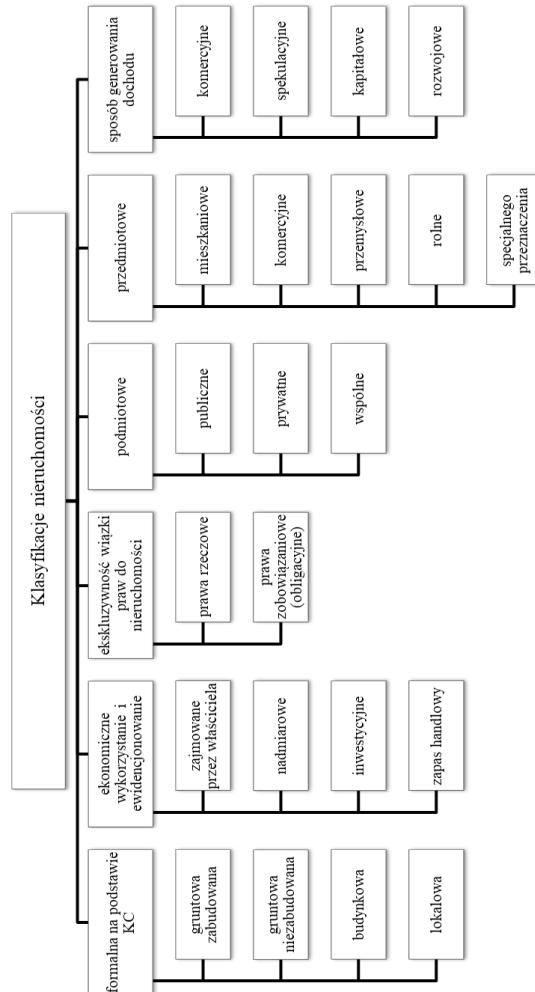 Klasyfikacje nieruchomości
formalna na podstawie
KC
gruntowa
zabudowana
gruntowa
niezabudowana
budynkowa
lokalowa
ekonomiczne
wykorzystanie i
ewidencjonowanie
zajmowane
przez właściciela
nadmiarowe
inwestycyjne
zapas handlowy
ekskluzywność wiązki
praw do
nieruchomości
prawa rzeczowe
prawa
zobowiązaniowe
(obligacyjne)
podmiotowe
publiczne
prywatne
wspólne
przedmiotowe
mieszkaniowe
komercyjne
przemysłowe
rolne
specjalnego
przeznaczenia
sposób generowania
dochodu
komercyjne
spekulacyjne
kapitałowe
rozwojowe